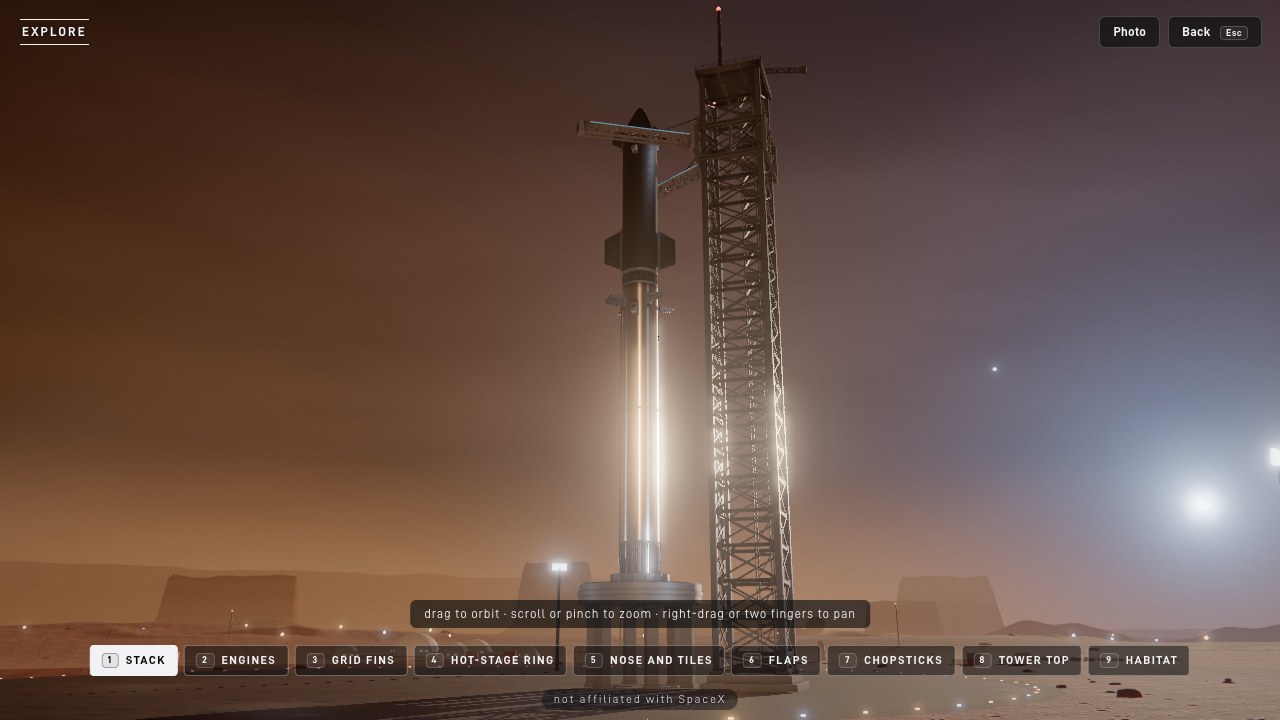 EXPLORE
Photo
Back Esc
drag to orbit · scroll or pinch to zoom · right-drag or two fingers to pan
1 STACK
2 ENGINES
3 GRID FINS
4 HOT-STAGE RING
5 NOSE AND TILES
6 FLAPS
7 CHOPSTICKS
8 TOWER TOP
9 HABITAT
not affiliated with SpaceX